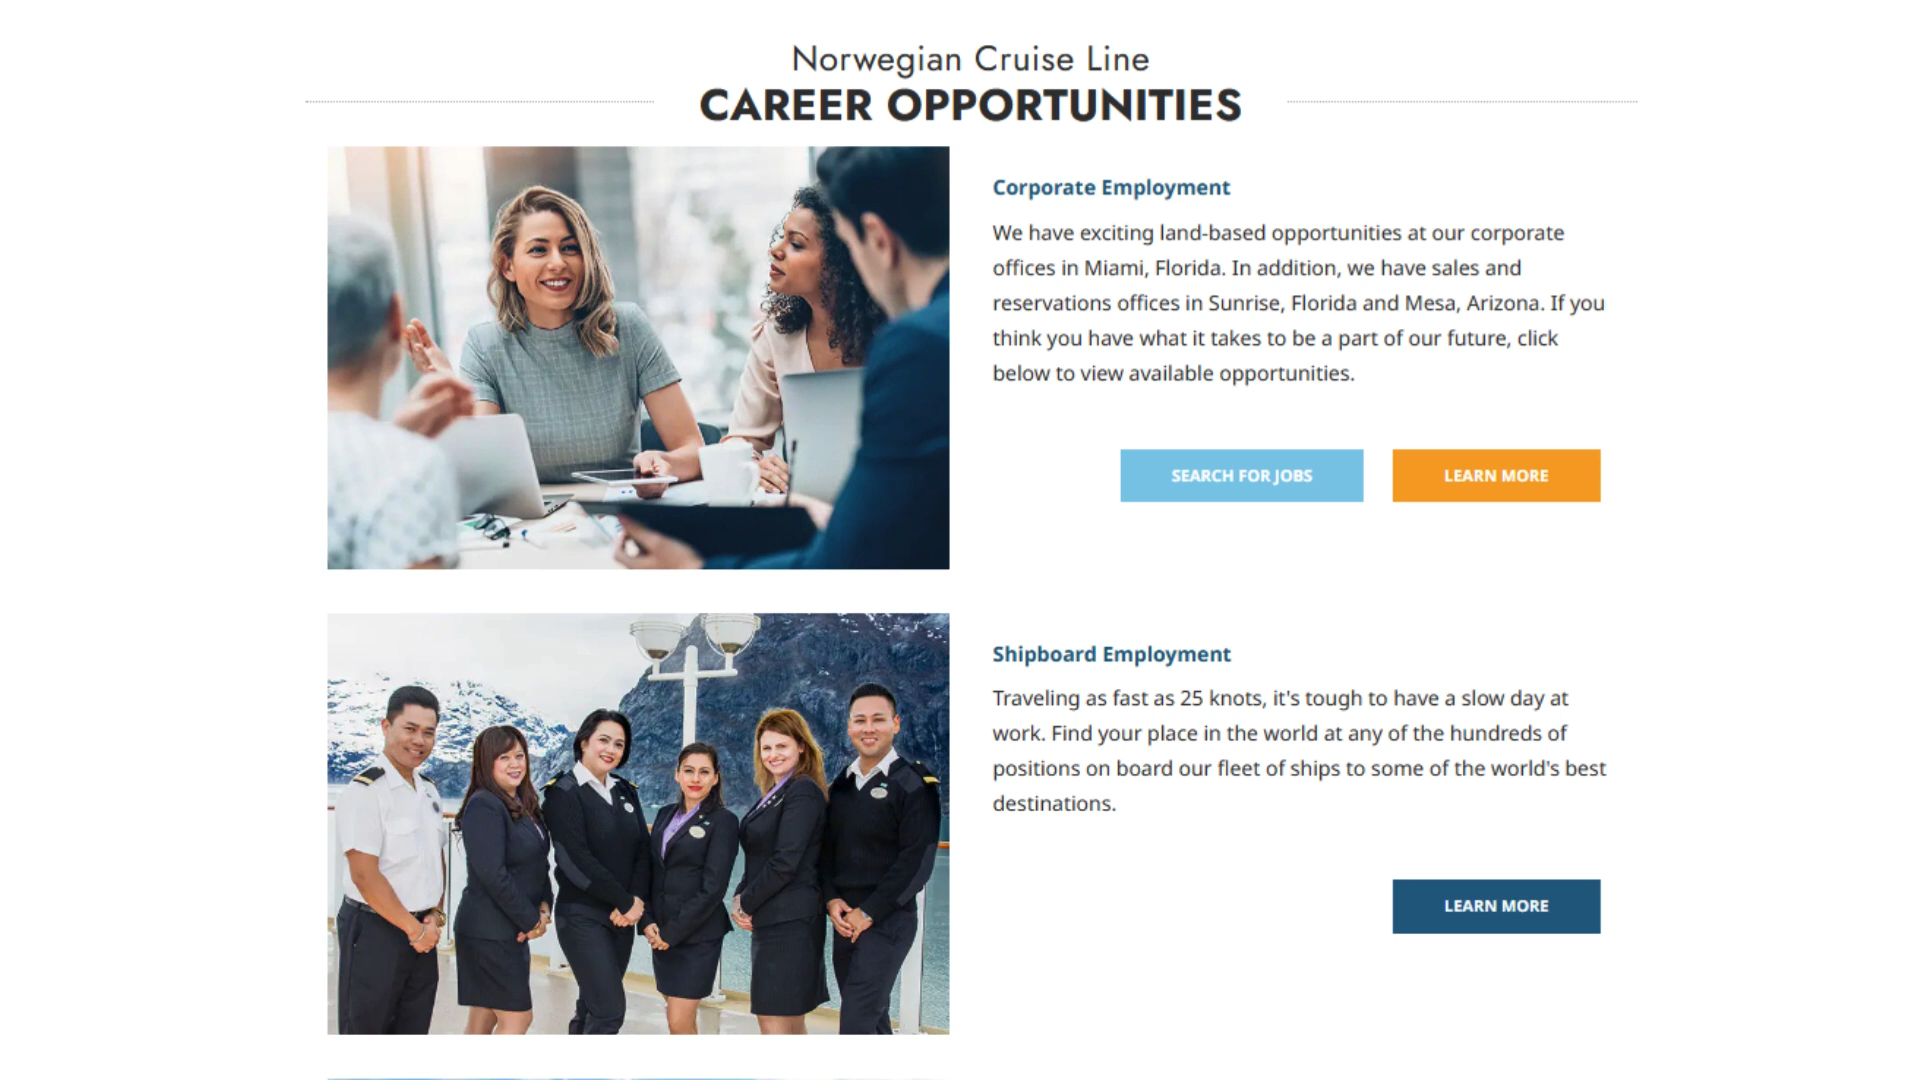 Norwegian Cruise Line
CAREER OPPORTUNITIES
Corporate Employment
We have exciting land-based opportunities at our corporate
offices in Miami, Florida. In addition, we have sales and
reservations offices in Sunrise, Florida and Mesa, Arizona. If you
think you have what it takes to be a part of our future, click
below to view available opportunities.
SEARCH FOR JOBS
LEARN MORE
Shipboard Employment
Traveling as fast as 25 knots, it's tough to have a slow day at
work. Find your place in the world at any of the hundreds of
positions on board our fleet of ships to some of the world's best
destinations.
LEARN MORE